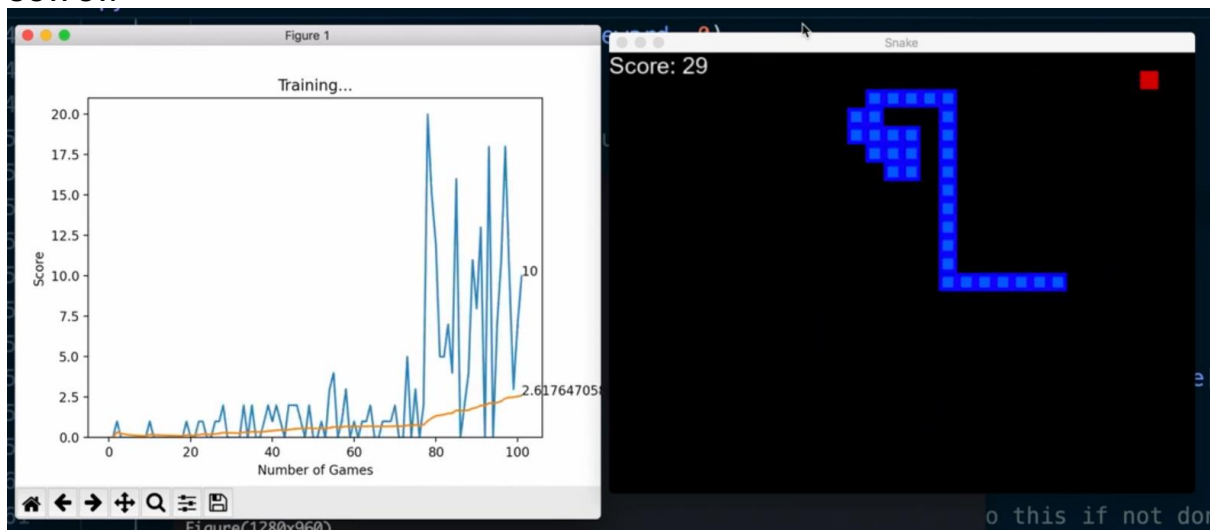 Figure 1
Training...
20.0
17.5
15.0
12.5
10.0
7.5
5.0
2.5
0.0
Score
10
2.617647058
0 20 40 60 80 100
Number of Games
Snake
Score: 29
Figure(1280x960)
o this if not don